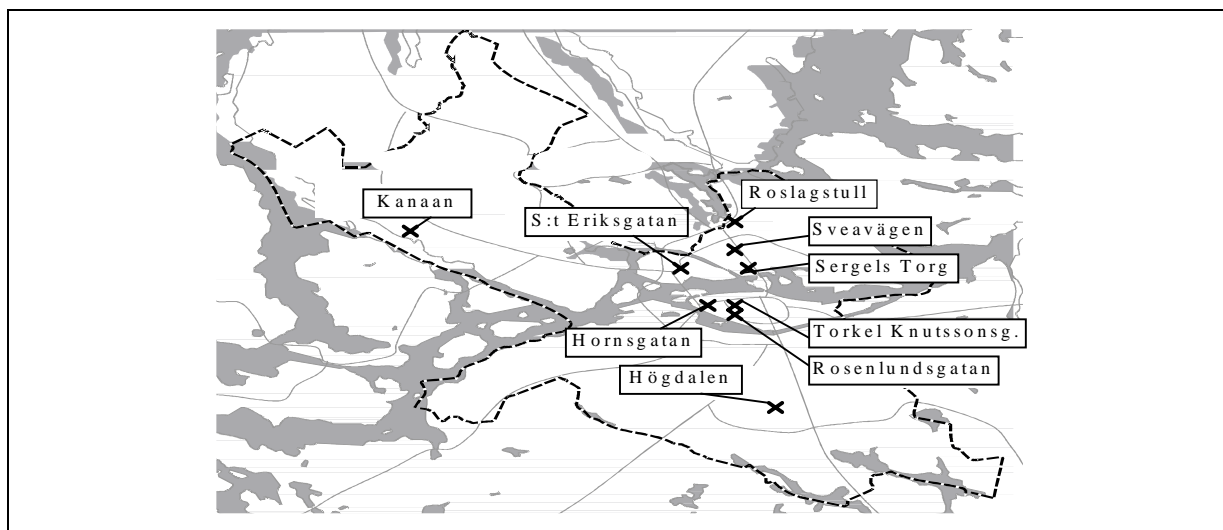 Roslagstull
Kanaan
S:t Eriksgatan
Sveavägen
Sergels Torg
Torkel Knutssonsg.
Hornsgatan
Rosenlundsgatan
Högdalen